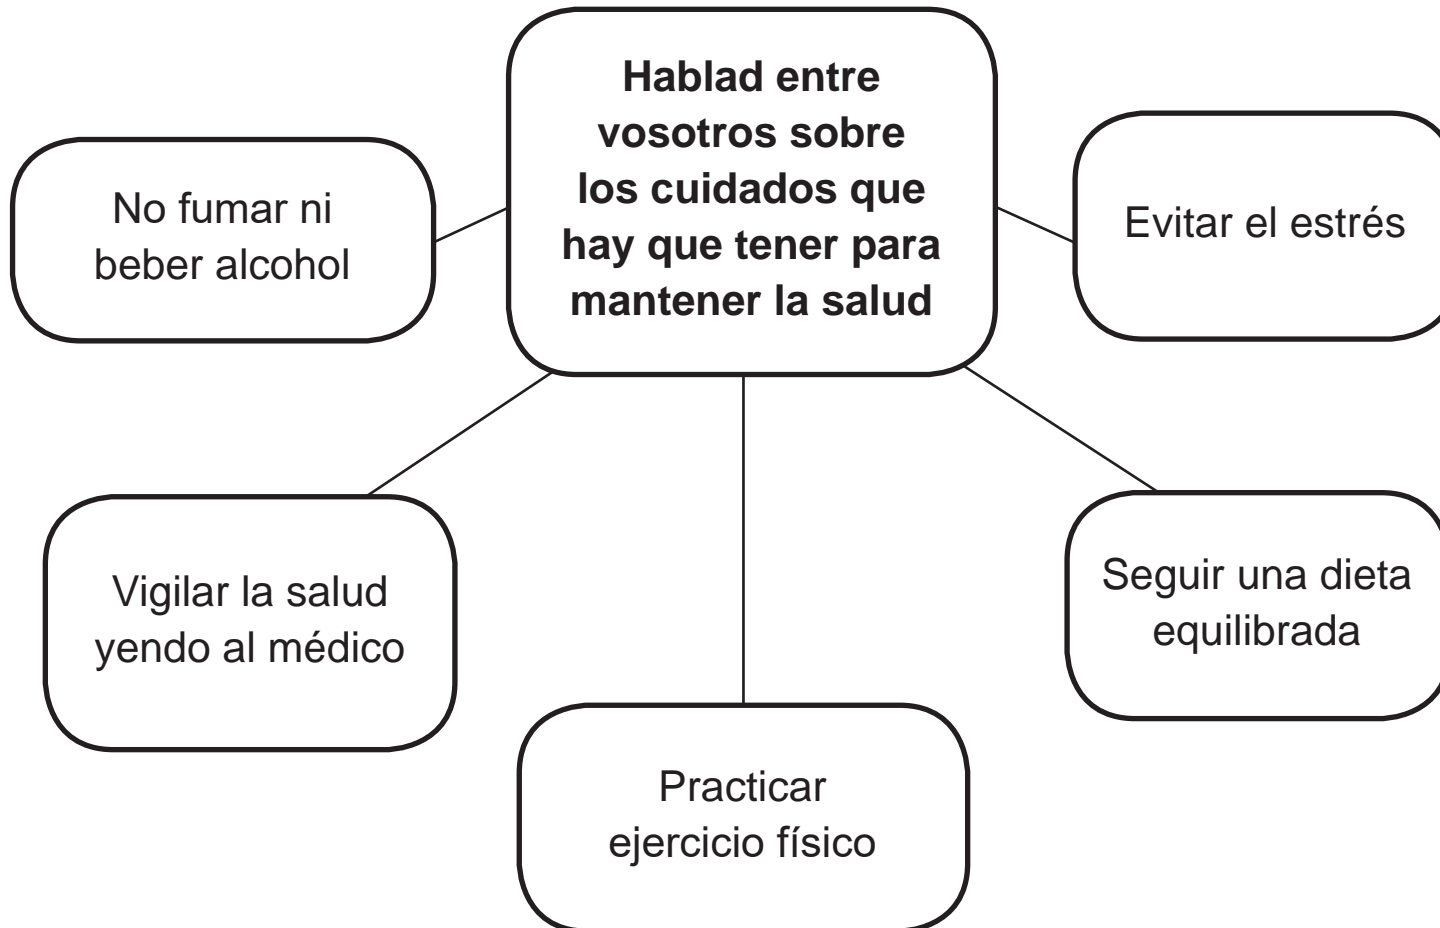 Hablad entre
vosotros sobre
los cuidados que
hay que tener para
mantener la salud
No fumar ni
beber alcohol
Evitar el estrés
Vigilar la salud
yendo al médico
Seguir una dieta
equilibrada
Practicar
ejercicio físico